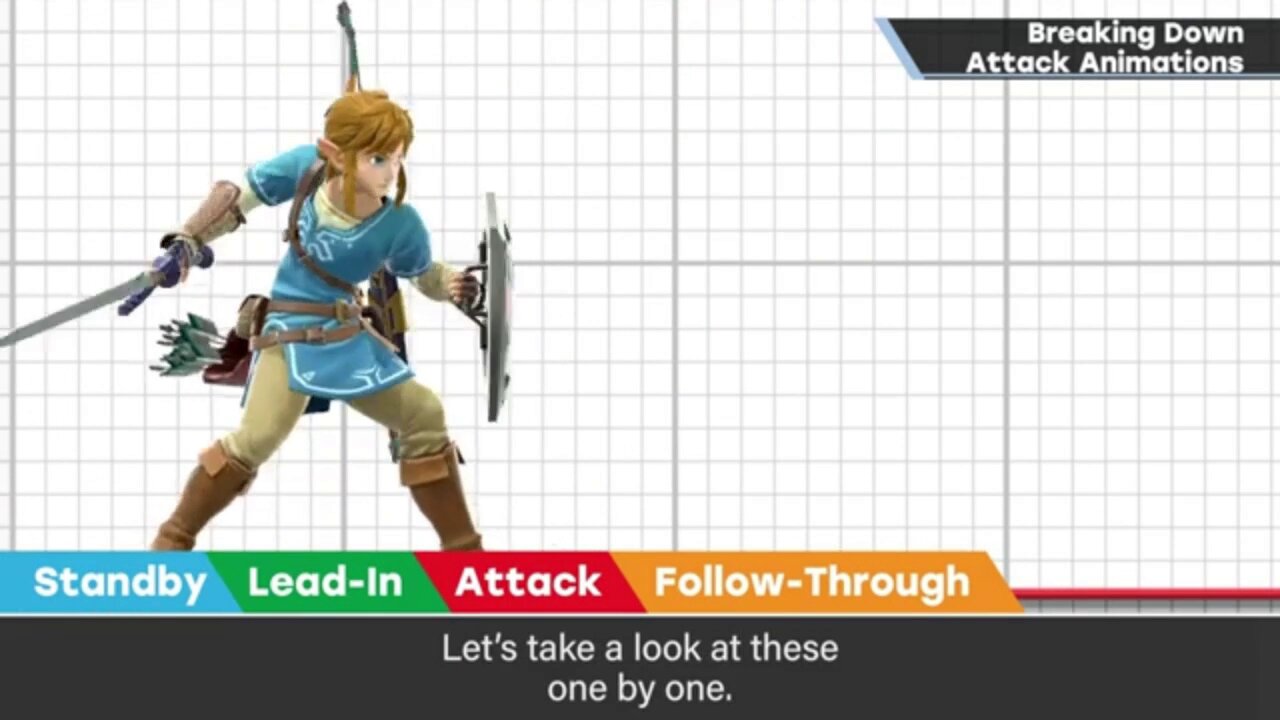 Breaking Down
Attack Animations
Standby Lead-In Attack Follow-Through
Let's take a look at these
one by one.